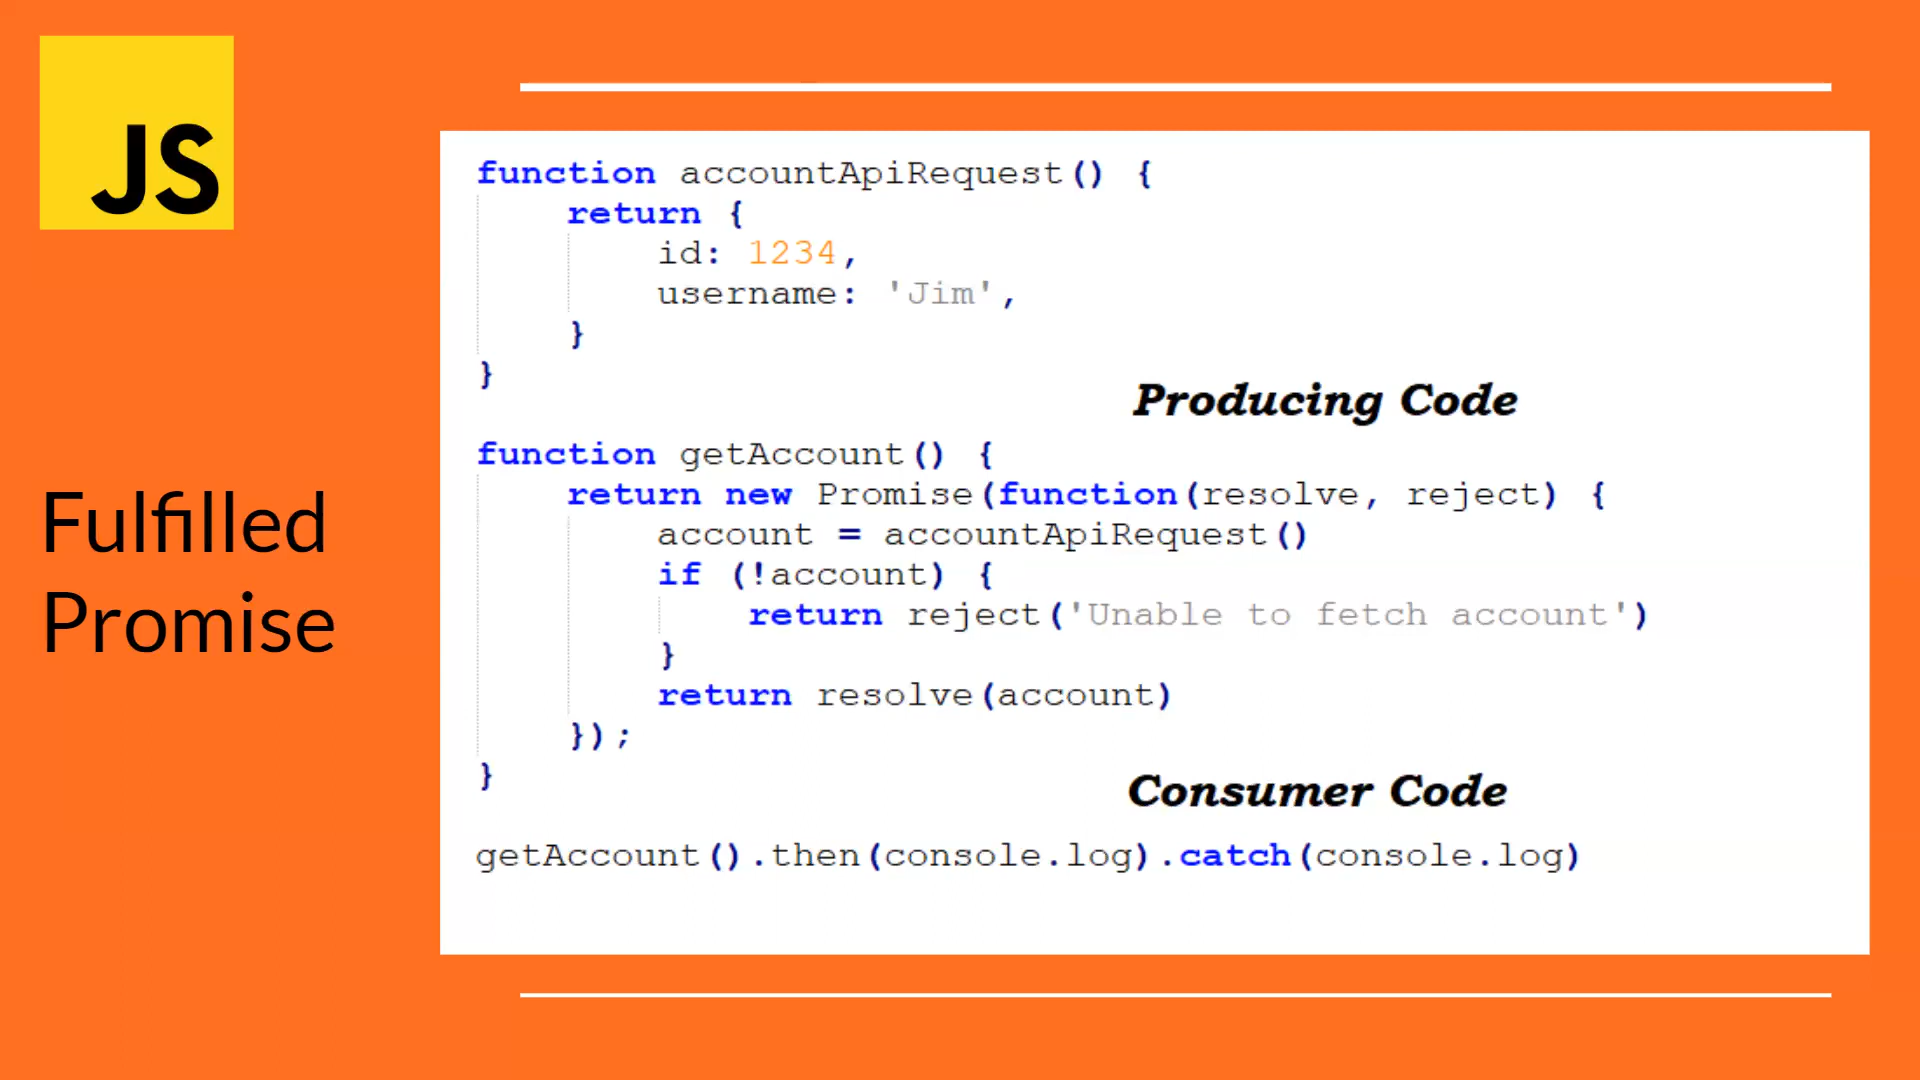 JS
Fulfilled
Promise
function accountApiRequest() {
    return {
        id: 1234,
        username: 'Jim',
    }
}
Producing Code
function getAccount() {
    return new Promise(function(resolve, reject) {
        account = accountApiRequest()
        if (!account) {
            return reject('Unable to fetch account')
        }
        return resolve(account)
    });
}
Consumer Code
getAccount().then(console.log).catch(console.log)